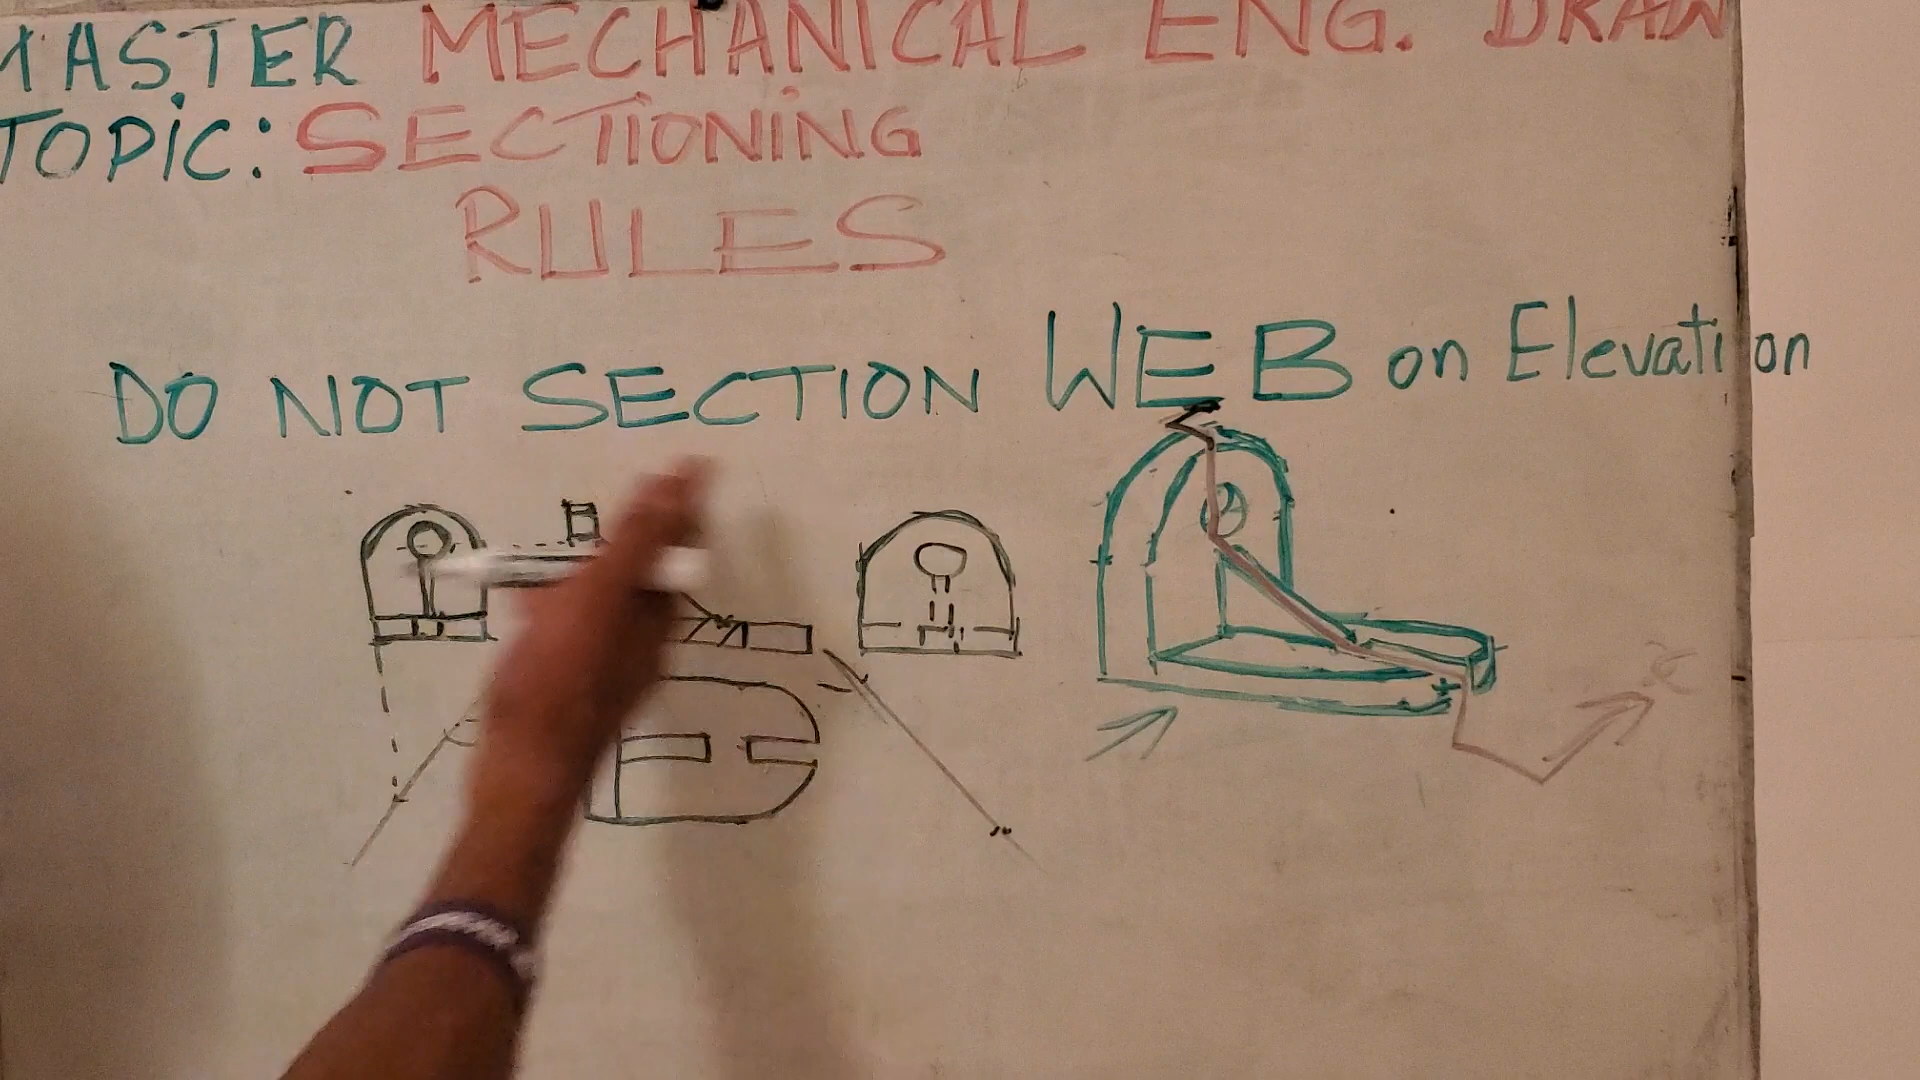 MASTER MECHANICAL ENG. DRAW
TOPIC: SECTIONING
RULES
DO NOT SECTION WEB on Elevation